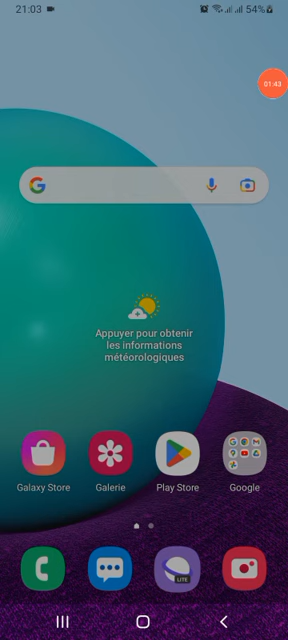 21:03
54%
01:43
Appuyer pour obtenir
les informations
météorologiques
Galaxy Store
Galerie
Play Store
Google
LITE